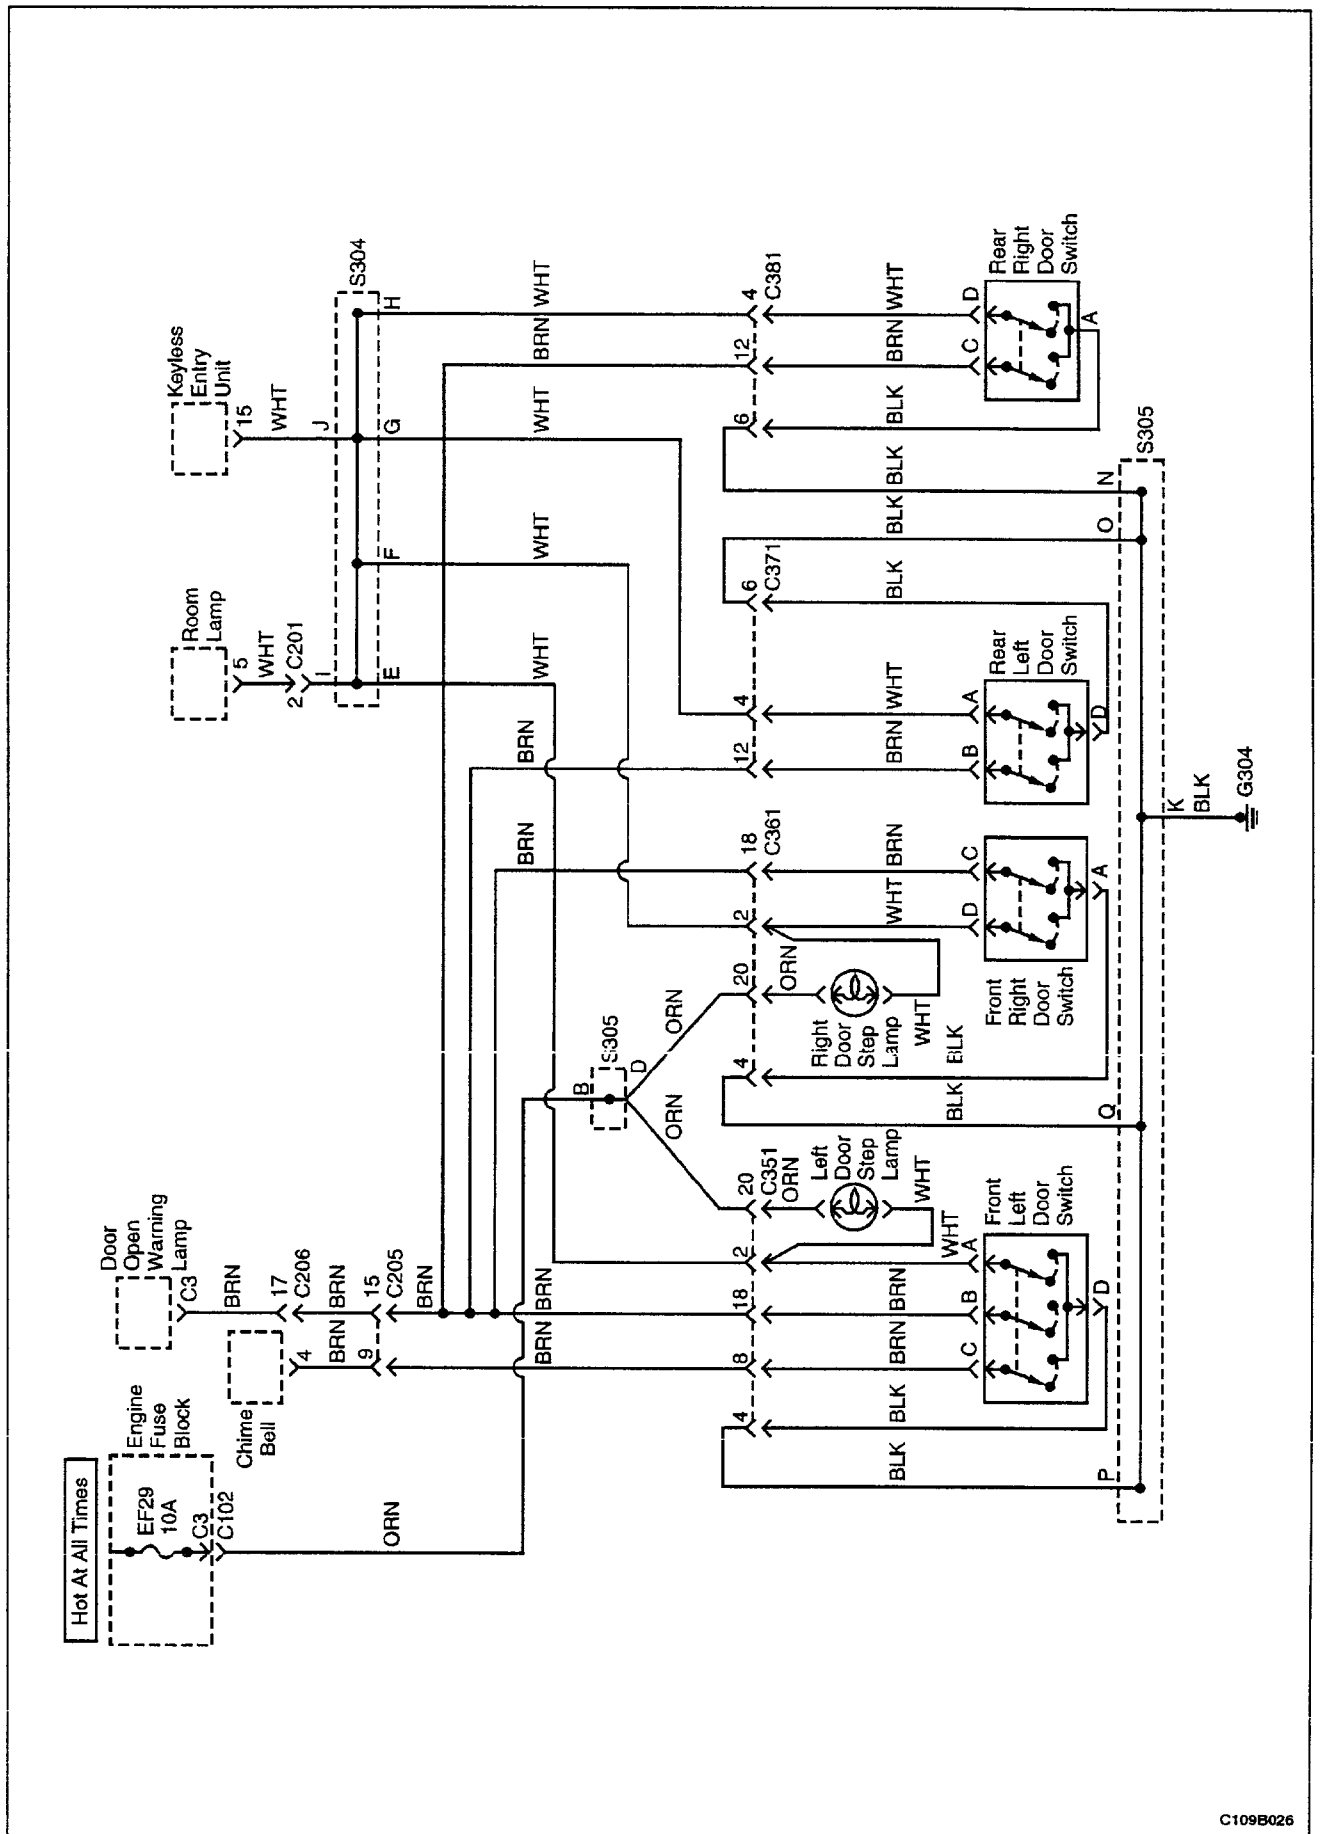 Hot At All Times
Engine
Fuse
Block
EF29
10A
C3
C102
ORN
Chime
Bell
4
BRN
9
Door
Open
Warning
Lamp
C3
BRN
17
C206
BRN
15
C205
BRN
BRN
BRN
Room
Lamp
5
WHT
2
C201
I
Keyless
Entry
Unit
15
WHT
J
S304
E
F
G
H
WHT
WHT
WHT
BRN
WHT
BRN
BRN
B
S305
D
ORN
ORN
4
8
18
2
20
C351
ORN
4
20
2
18
C361
ORN
12
4
6
C371
6
12
4
C381
BLK
BLK
BRN
BRN
WHT
WHT
Left
Door
Step
Lamp
BLK
BLK
WHT
Right
Door
Step
Lamp
WHT
BRN
BRN
WHT
BLK
BLK
BLK
BLK
BRN
WHT
C
B
A
Front
Left
Door
Switch
D
D
C
Front
Right
Door
Switch
A
B
A
Rear
Left
Door
Switch
D
C
D
Rear
Right
Door
Switch
A
P
Q
O
N
S305
K
BLK
G304
C109B026